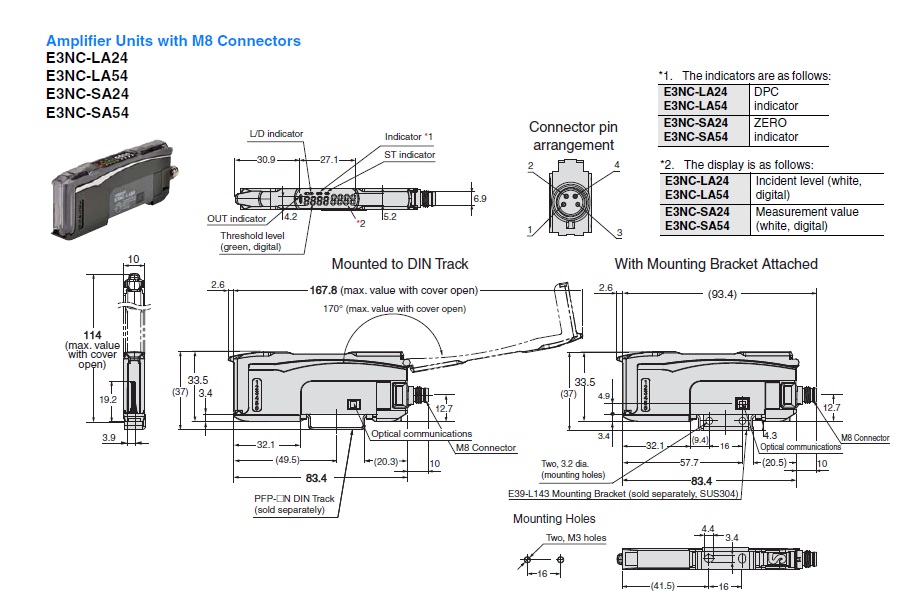 Amplifier Units with M8 Connectors
E3NC-LA24
E3NC-LA54
E3NC-SA24
E3NC-SA54
*1. The indicators are as follows:
E3NC-LA24 DPC
E3NC-LA54 indicator
E3NC-SA24 ZERO
E3NC-SA54 indicator
*2. The display is as follows:
E3NC-LA24 Incident level (white,
E3NC-LA54 digital)
E3NC-SA24 Measurement value
E3NC-SA54 (white, digital)
L/D indicator
Indicator *1
ST indicator
30.9
27.1
6.9
OUT indicator
4.2
5.2
*2
Threshold level
(green, digital)
Connector pin
arrangement
2
4
1
3
10
114
(max. value
with cover
open)
19.2
3.9
Mounted to DIN Track
2.6
167.8 (max. value with cover open)
170° (max. value with cover open)
33.5
(37)
3.4
12.7
Optical communications
M8 Connector
32.1
(49.5)
(20.3)
10
83.4
PFP-□N DIN Track
(sold separately)
With Mounting Bracket Attached
2.6
(93.4)
33.5
(37)
4.9
3.4
12.7
4.3
M8 Connector
Optical communications
32.1
(9.4)
16
57.7
(20.5)
10
83.4
Two, 3.2 dia.
(mounting holes)
E39-L143 Mounting Bracket (sold separately, SUS304)
Mounting Holes
Two, M3 holes
16
4.4
3.4
(41.5)
16